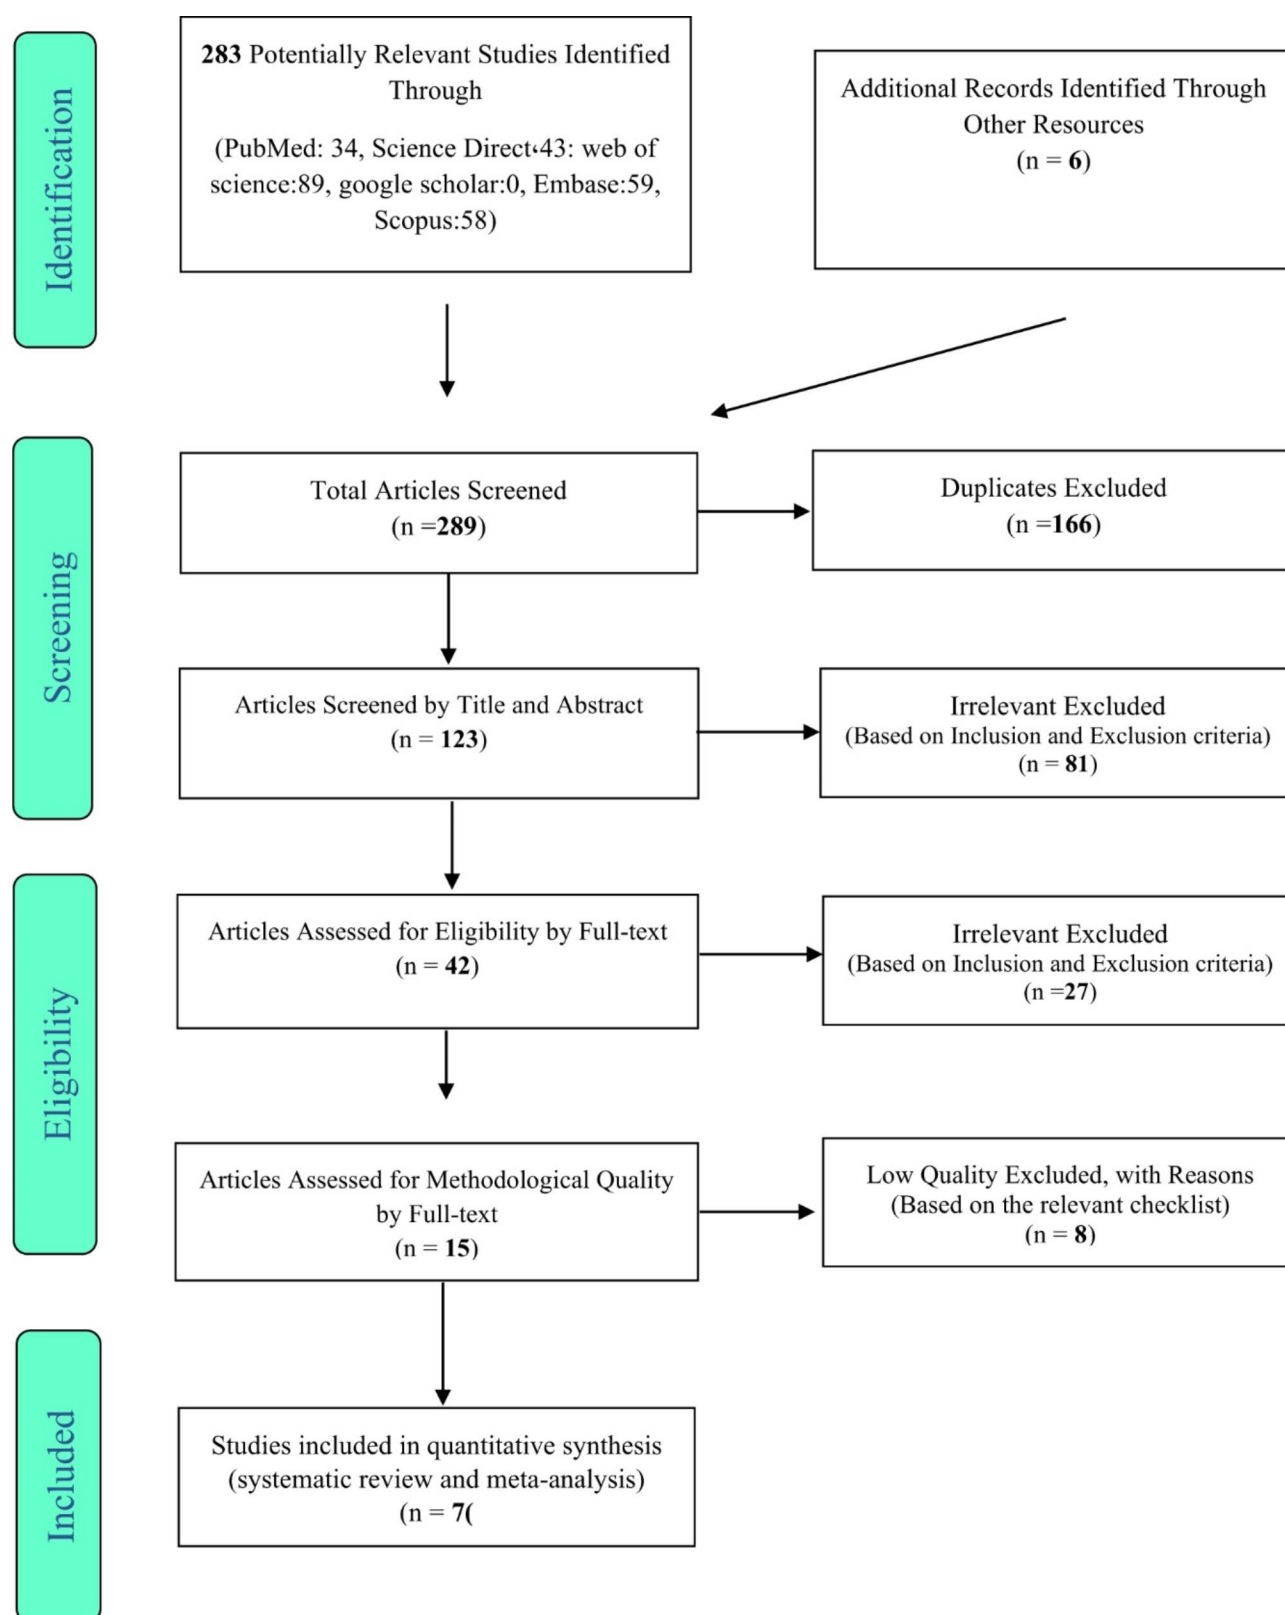 Identification
283 Potentially Relevant Studies Identified
Through
(PubMed: 34, Science Direct،43: web of
science:89, google scholar:0, Embase:59,
Scopus:58)
Additional Records Identified Through
Other Resources
(n = 6)
Screening
Total Articles Screened
(n =289)
Duplicates Excluded
(n =166)
Articles Screened by Title and Abstract
(n = 123)
Irrelevant Excluded
(Based on Inclusion and Exclusion criteria)
(n = 81)
Eligibility
Articles Assessed for Eligibility by Full-text
(n = 42)
Irrelevant Excluded
(Based on Inclusion and Exclusion criteria)
(n =27)
Articles Assessed for Methodological Quality
by Full-text
(n = 15)
Low Quality Excluded, with Reasons
(Based on the relevant checklist)
(n = 8)
Included
Studies included in quantitative synthesis
(systematic review and meta-analysis)
(n = 7(